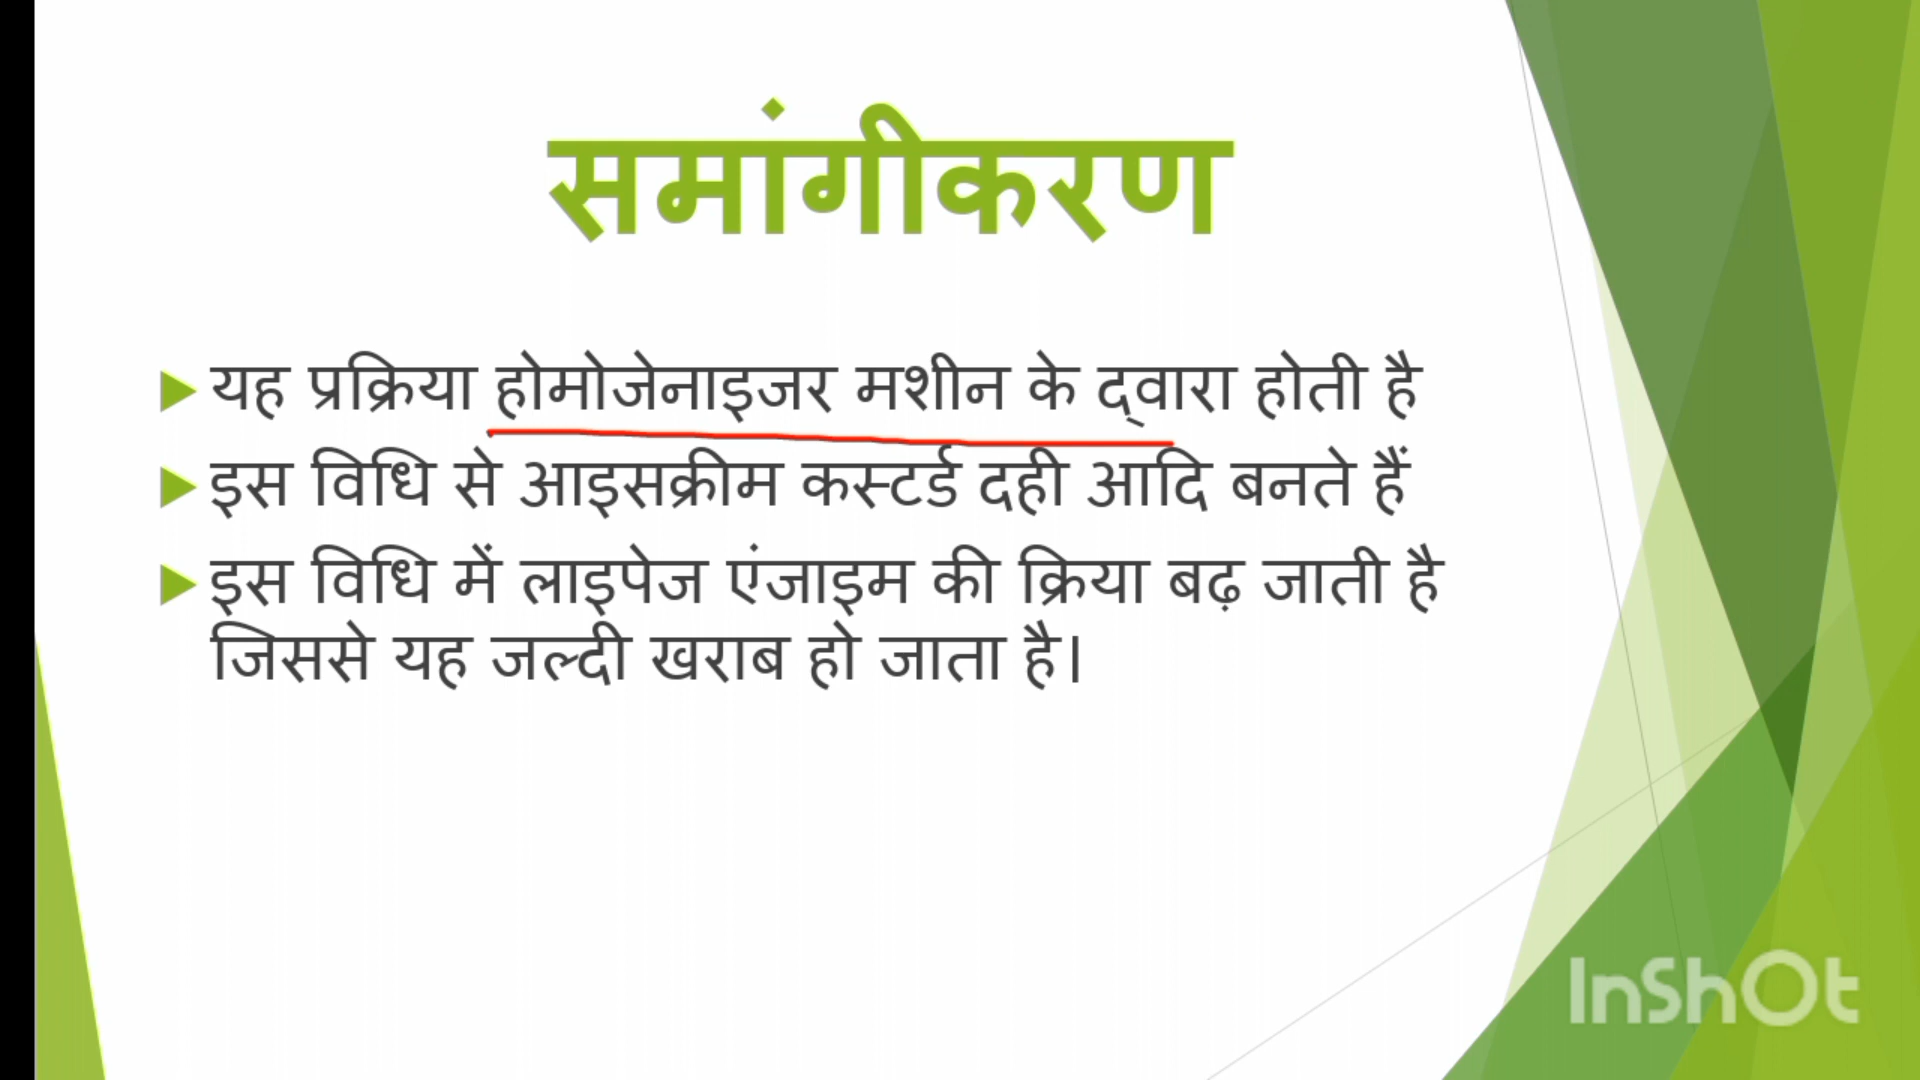 समांगीकरण
यह प्रक्रिया होमोजेनाइजर मशीन के द्वारा होती है
इस विधि से आइसक्रीम कस्टर्ड दही आदि बनते हैं
इस विधि में लाइपेज एंजाइम की क्रिया बढ़ जाती है
जिससे यह जल्दी खराब हो जाता है।
InShOt